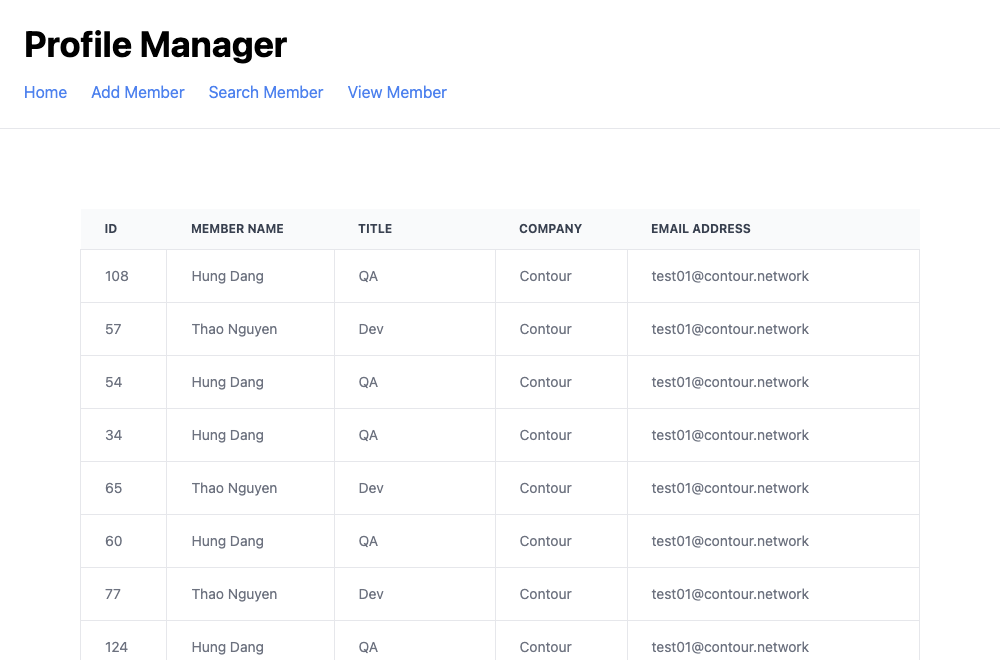 Profile Manager
Home Add Member Search Member View Member
ID MEMBER NAME TITLE COMPANY EMAIL ADDRESS
108 Hung Dang QA Contour test01@contour.network
57 Thao Nguyen Dev Contour test01@contour.network
54 Hung Dang QA Contour test01@contour.network
34 Hung Dang QA Contour test01@contour.network
65 Thao Nguyen Dev Contour test01@contour.network
60 Hung Dang QA Contour test01@contour.network
77 Thao Nguyen Dev Contour test01@contour.network
124 Hung Dang QA Contour test01@contour.network